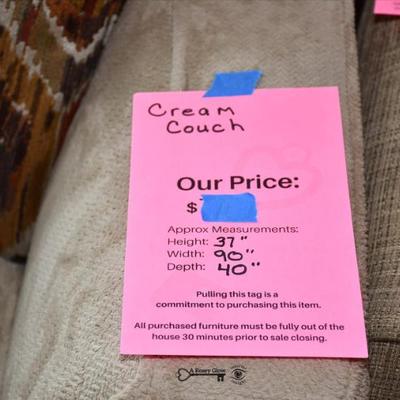 Cream
Couch
Our Price:
$
Approx Measurements:
Height: 37"
Width: 90"
Depth: 40"
Pulling this tag is a
commitment to purchasing this item.
All purchased furniture must be fully out of the
house 30 minutes prior to sale closing.